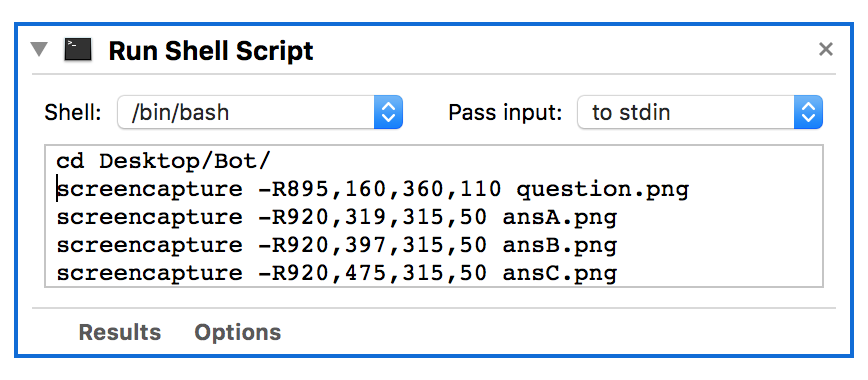 Run Shell Script
Shell: /bin/bash Pass input: to stdin
cd Desktop/Bot/
screencapture -R895,160,360,110 question.png
screencapture -R920,319,315,50 ansA.png
screencapture -R920,397,315,50 ansB.png
screencapture -R920,475,315,50 ansC.png
Results Options